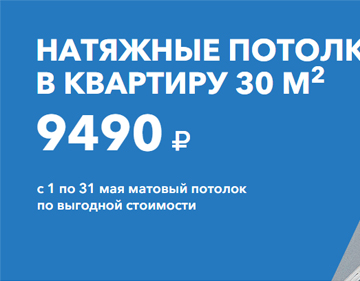 НАТЯЖНЫЕ ПОТОЛК
В КВАРТИРУ 30 М²
9490 ₽
с 1 по 31 мая матовый потолок
по выгодной стоимости